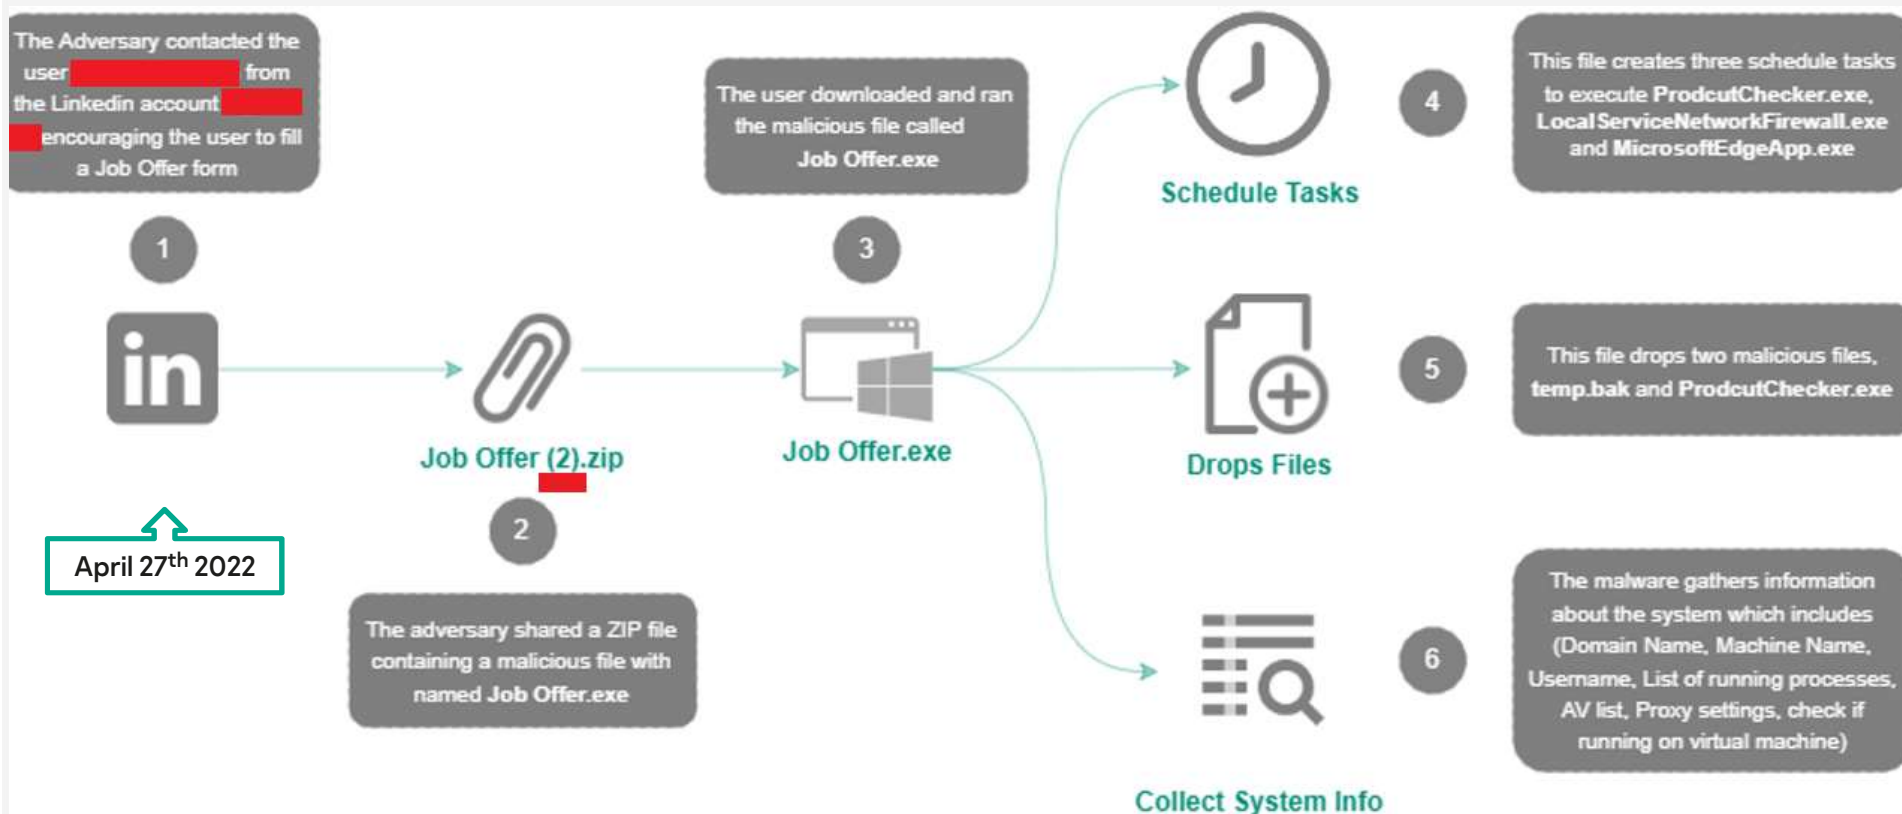 The Adversary contacted the
user from
the Linkedin account
encouraging the user to fill
a Job Offer form
1
in
April 27th 2022
Job Offer (2).zip
2
The adversary shared a ZIP file
containing a malicious file with
named Job Offer.exe
The user downloaded and ran
the malicious file called
Job Offer.exe
3
Job Offer.exe
Schedule Tasks
4
This file creates three schedule tasks
to execute ProdcutChecker.exe,
LocalServiceNetworkFirewall.exe
and MicrosoftEdgeApp.exe
Drops Files
5
This file drops two malicious files,
temp.bak and ProdcutChecker.exe
Collect System Info
6
The malware gathers information
about the system which includes
(Domain Name, Machine Name,
Username, List of running processes,
AV list, Proxy settings, check if
running on virtual machine)